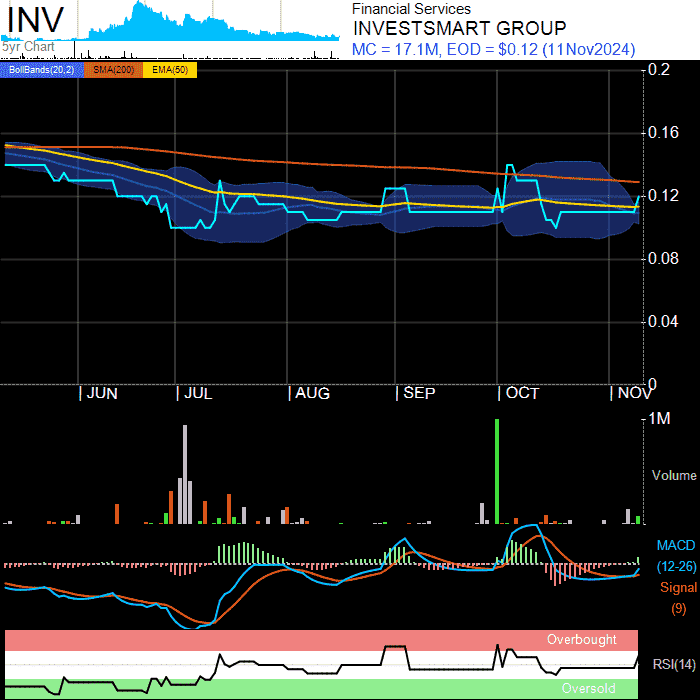 INV
5yr Chart
Financial Services
INVESTSMART GROUP
MC = 17.1M, EOD = $0.12 (11Nov2024)
BollBands(20,2) SMA(200) EMA(50)
0.2
0.16
0.12
0.08
0.04
0
JUN JUL AUG SEP OCT NOV
1M
Volume
MACD
(12-26)
Signal
(9)
Overbought
RSI(14)
Oversold